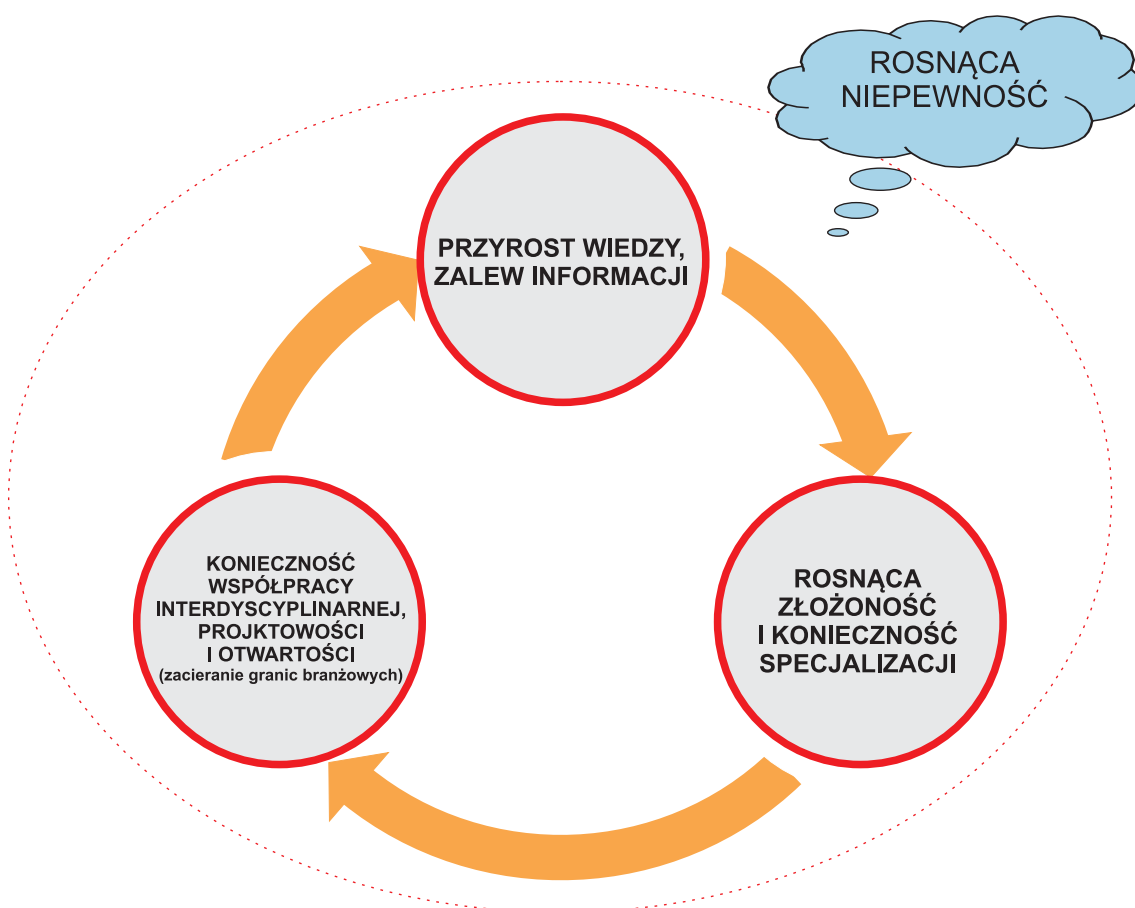 ROSNĄCA
NIEPEWNOŚĆ
PRZYROST WIEDZY,
ZALEW INFORMACJI
ROSNĄCA
ZŁOŻONOŚĆ
I KONIECZNOŚĆ
SPECJALIZACJI
KONIECZNOŚĆ
WSPÓŁPRACY
INTERDYSCYPLINARNEJ,
PROJKTOWOŚCI
I OTWARTOŚCI
(zacieranie granic branżowych)